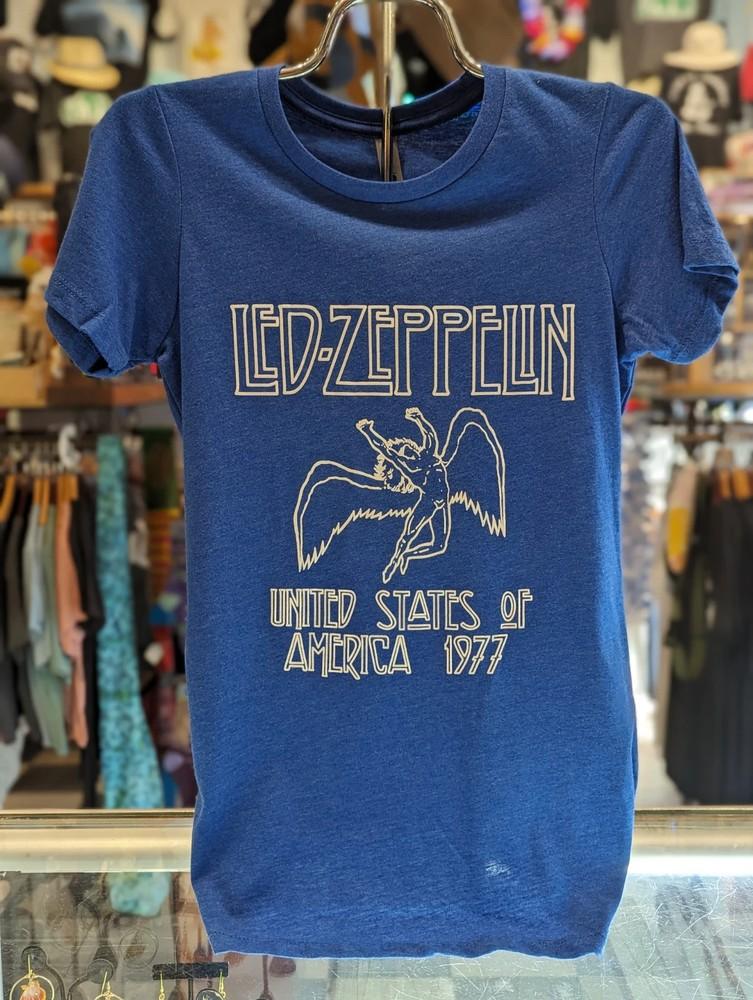 LED-ZEPPELIN
UNITED STATES OF
AMERICA 1977